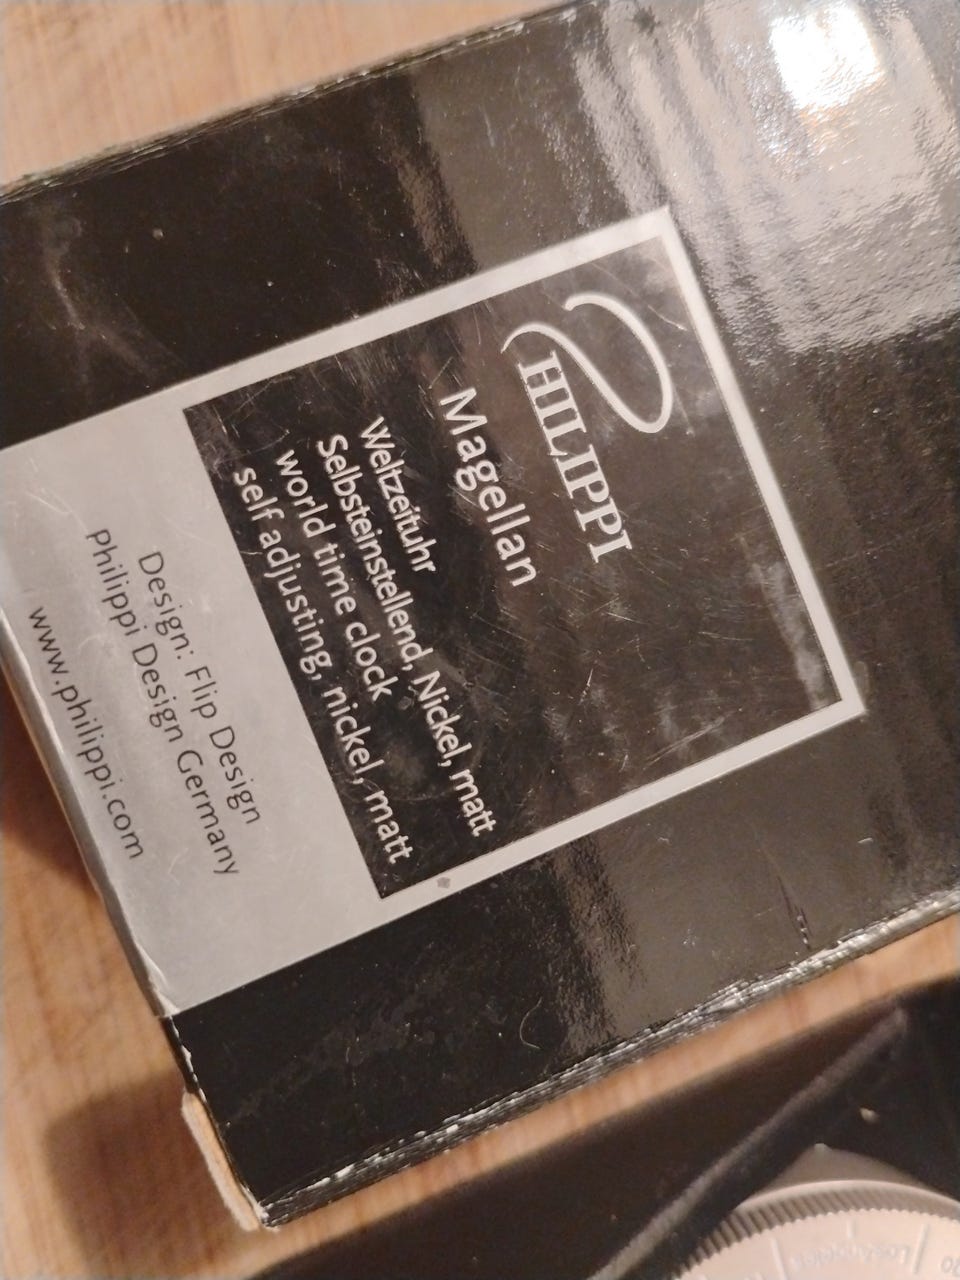 PHILIPPI
Magellan
Weltzeituhr
Selbsteinstellend, Nickel, matt
world time clock
self adjusting, nickel, matt
Design: Flip Design
Philippi Design Germany
www.philippi.com
LosAngeles